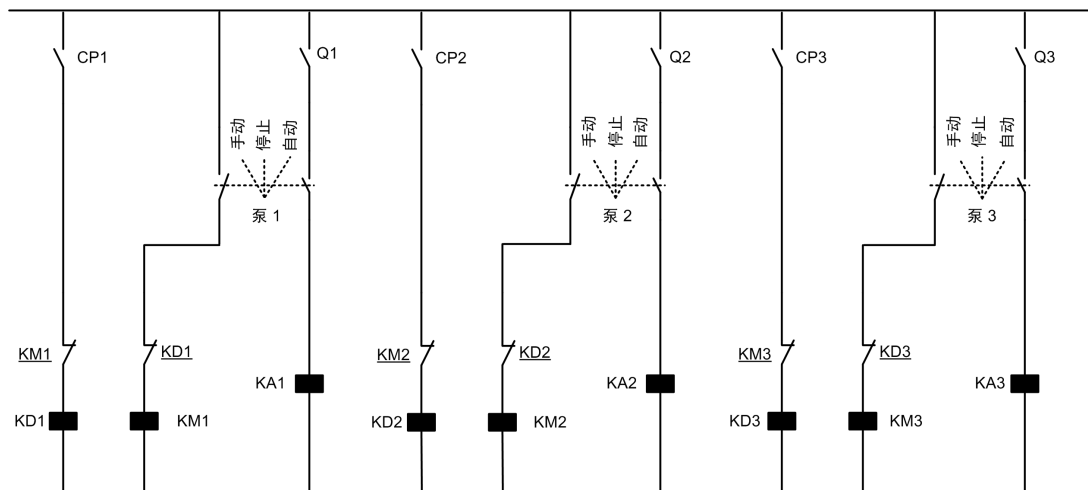 CP1
Q1
CP2
Q2
CP3
Q3
手动
停止
自动
手动
停止
自动
手动
停止
自动
泵 1
泵 2
泵 3
KM1
KD1
KM2
KD2
KM3
KD3
KA1
KA2
KA3
KD1
KM1
KD2
KM2
KD3
KM3